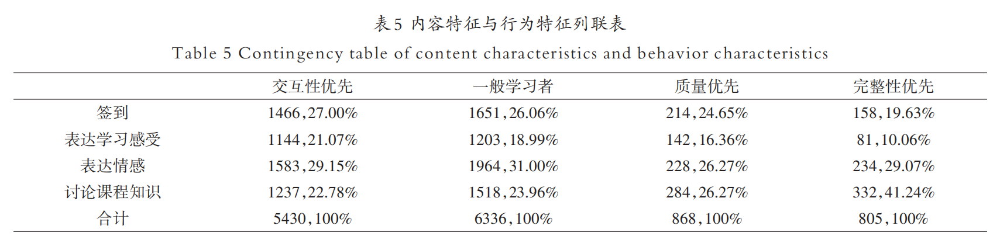 表5 内容特征与行为特征列联表
Table 5 Contingency table of content characteristics and behavior characteristics
交互性优先 一般学习者 质量优先 完整性优先
签到 1466,27.00% 1651,26.06% 214,24.65% 158,19.63%
表达学习感受 1144,21.07% 1203,18.99% 142,16.36% 81,10.06%
表达情感 1583,29.15% 1964,31.00% 228,26.27% 234,29.07%
讨论课程知识 1237,22.78% 1518,23.96% 284,26.27% 332,41.24%
合计 5430,100% 6336,100% 868,100% 805,100%